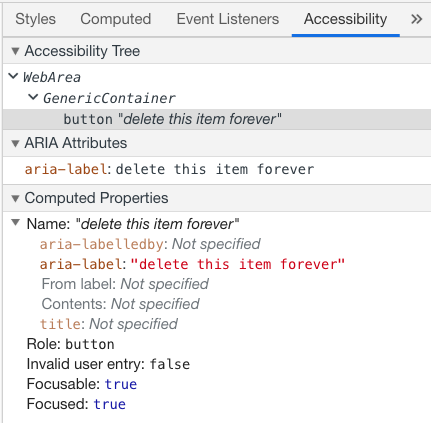 Styles Computed Event Listeners Accessibility »
Accessibility Tree
WebArea
GenericContainer
button "delete this item forever"
ARIA Attributes
aria-label: delete this item forever
Computed Properties
Name: "delete this item forever"
aria-labelledby: Not specified
aria-label: "delete this item forever"
From label: Not specified
Contents: Not specified
title: Not specified
Role: button
Invalid user entry: false
Focusable: true
Focused: true